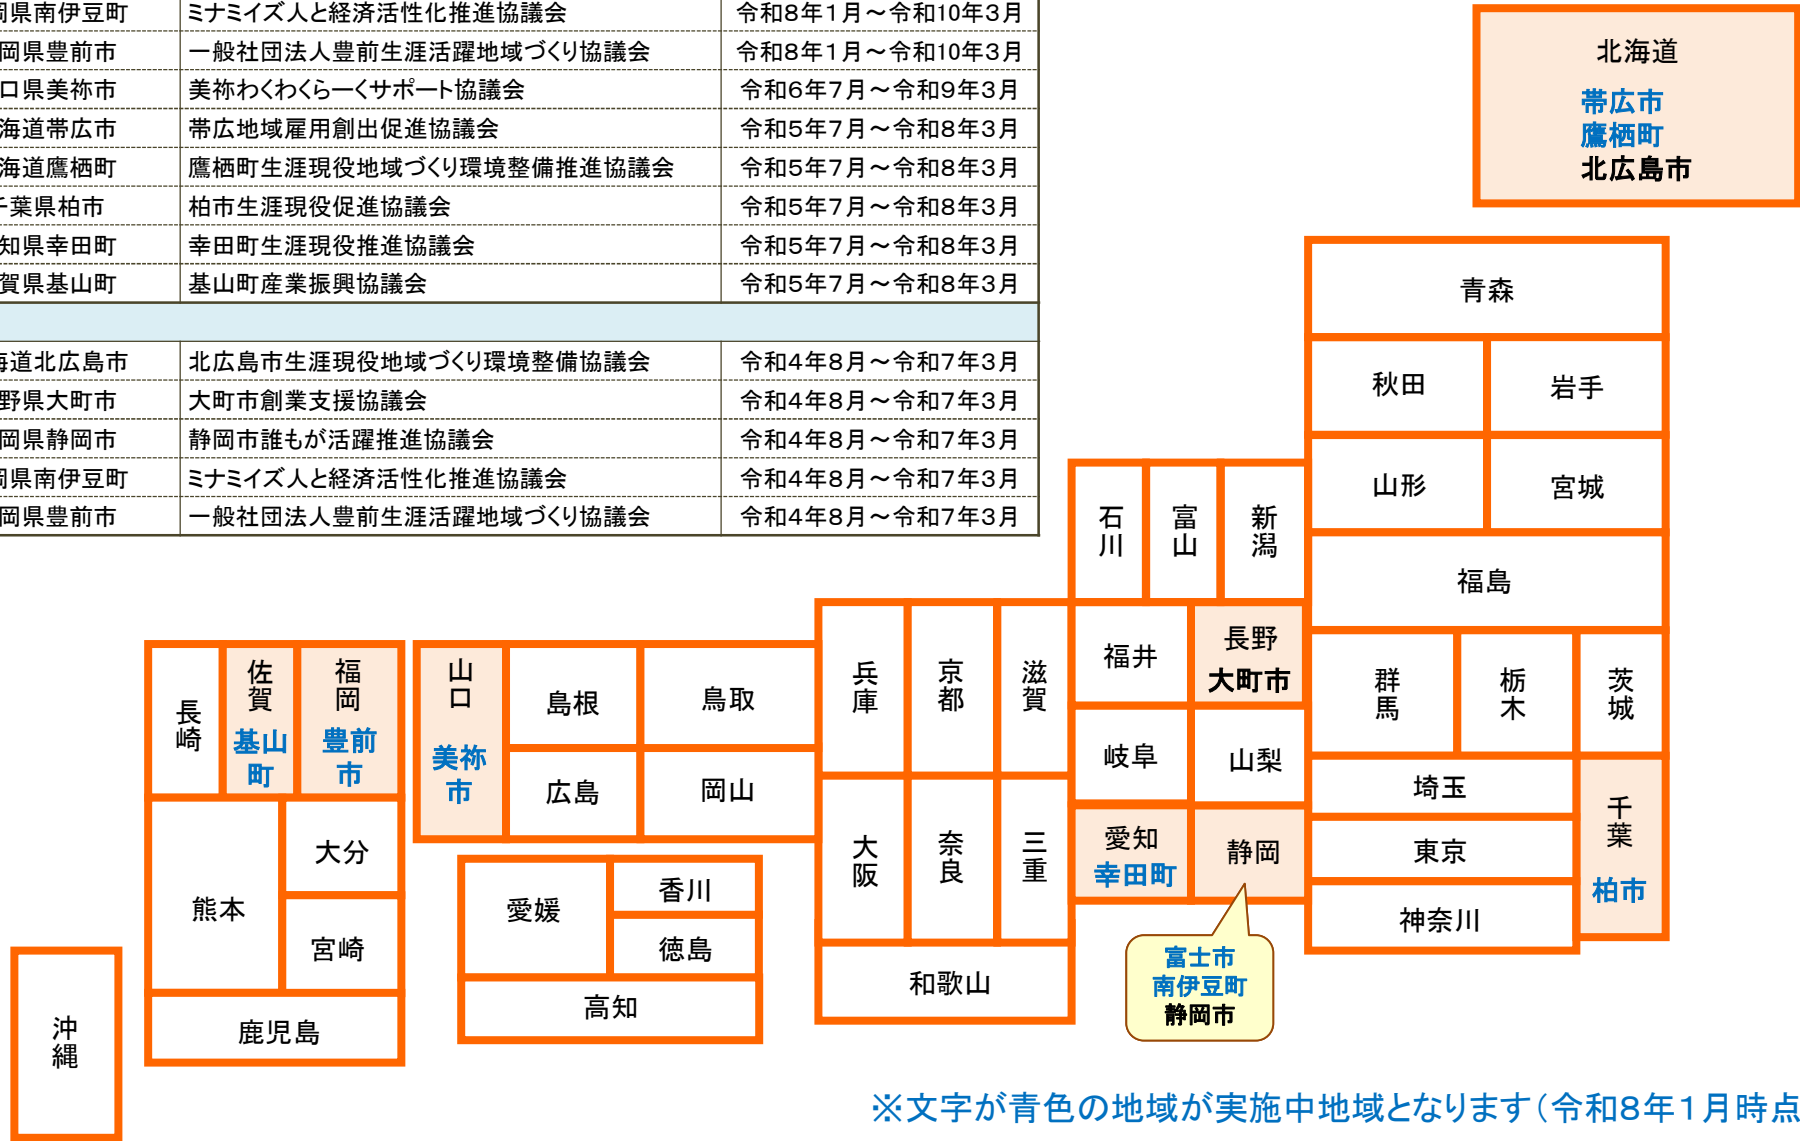 岡県南伊豆町 ミナミイズ人と経済活性化推進協議会 令和8年1月～令和10年3月
岡県豊前市 一般社団法人豊前生涯活躍地域づくり協議会 令和8年1月～令和10年3月
口県美祢市 美祢わくわくらーくサポート協議会 令和6年7月～令和9年3月
海道帯広市 帯広地域雇用創出促進協議会 令和5年7月～令和8年3月
海道鷹栖町 鷹栖町生涯現役地域づくり環境整備推進協議会 令和5年7月～令和8年3月
千葉県柏市 柏市生涯現役促進協議会 令和5年7月～令和8年3月
知県幸田町 幸田町生涯現役推進協議会 令和5年7月～令和8年3月
賀県基山町 基山町産業振興協議会 令和5年7月～令和8年3月
海道北広島市 北広島市生涯現役地域づくり環境整備協議会 令和4年8月～令和7年3月
野県大町市 大町市創業支援協議会 令和4年8月～令和7年3月
岡県静岡市 静岡市誰もが活躍推進協議会 令和4年8月～令和7年3月
岡県南伊豆町 ミナミイズ人と経済活性化推進協議会 令和4年8月～令和7年3月
岡県豊前市 一般社団法人豊前生涯活躍地域づくり協議会 令和4年8月～令和7年3月
北海道
帯広市
鷹栖町
北広島市
青森
秋田
岩手
山形
宮城
福島
石川
富山
新潟
群馬
栃木
茨城
埼玉
東京
神奈川
千葉
柏市
福井
長野
大町市
岐阜
山梨
愛知
幸田町
静岡
富士市
南伊豆町
静岡市
兵庫
京都
滋賀
大阪
奈良
三重
和歌山
山口
美祢市
島根
鳥取
広島
岡山
愛媛
香川
徳島
高知
長崎
佐賀
基山町
福岡
豊前市
熊本
大分
宮崎
鹿児島
沖縄
※文字が青色の地域が実施中地域となります（令和8年1月時点